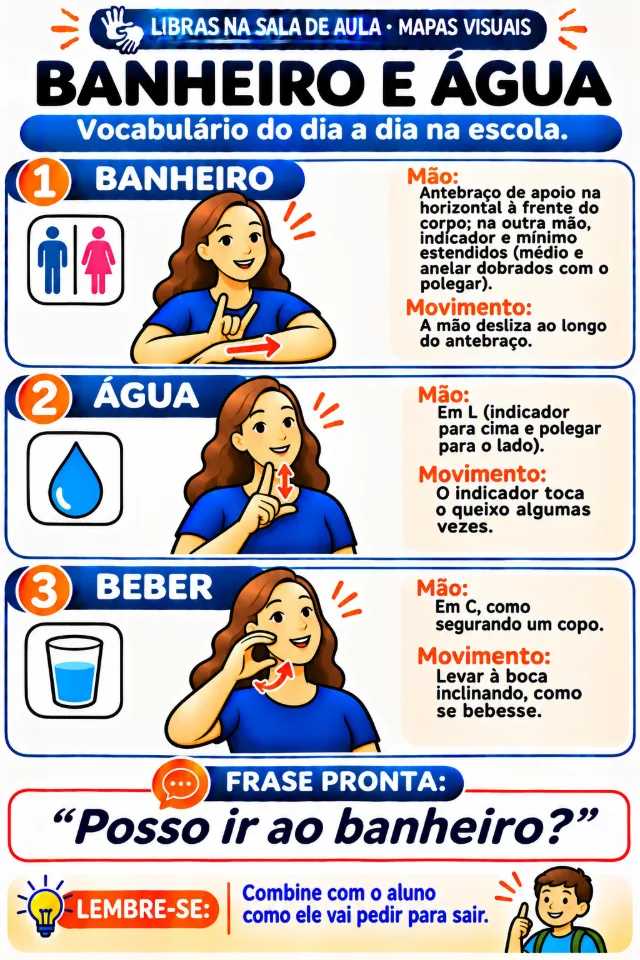 LIBRAS NA SALA DE AULA • MAPAS VISUAIS
BANHEIRO E ÁGUA
Vocabulário do dia a dia na escola.
1 BANHEIRO
Mão:
Antebraço de apoio na
horizontal à frente do
corpo; na outra mão,
indicador e mínimo
estendidos (médio e
anelar dobrados com o
polegar).
Movimento:
A mão desliza ao longo
do antebraço.
2 ÁGUA
Mão:
Em L (indicador
para cima e polegar
para o lado).
Movimento:
O indicador toca
o queixo algumas
vezes.
3 BEBER
Mão:
Em C, como
segurando um copo.
Movimento:
Levar à boca
inclinando, como
se bebesse.
FRASE PRONTA:
“Posso ir ao banheiro?”
LEMBRE-SE:
Combine com o aluno
como ele vai pedir para sair.